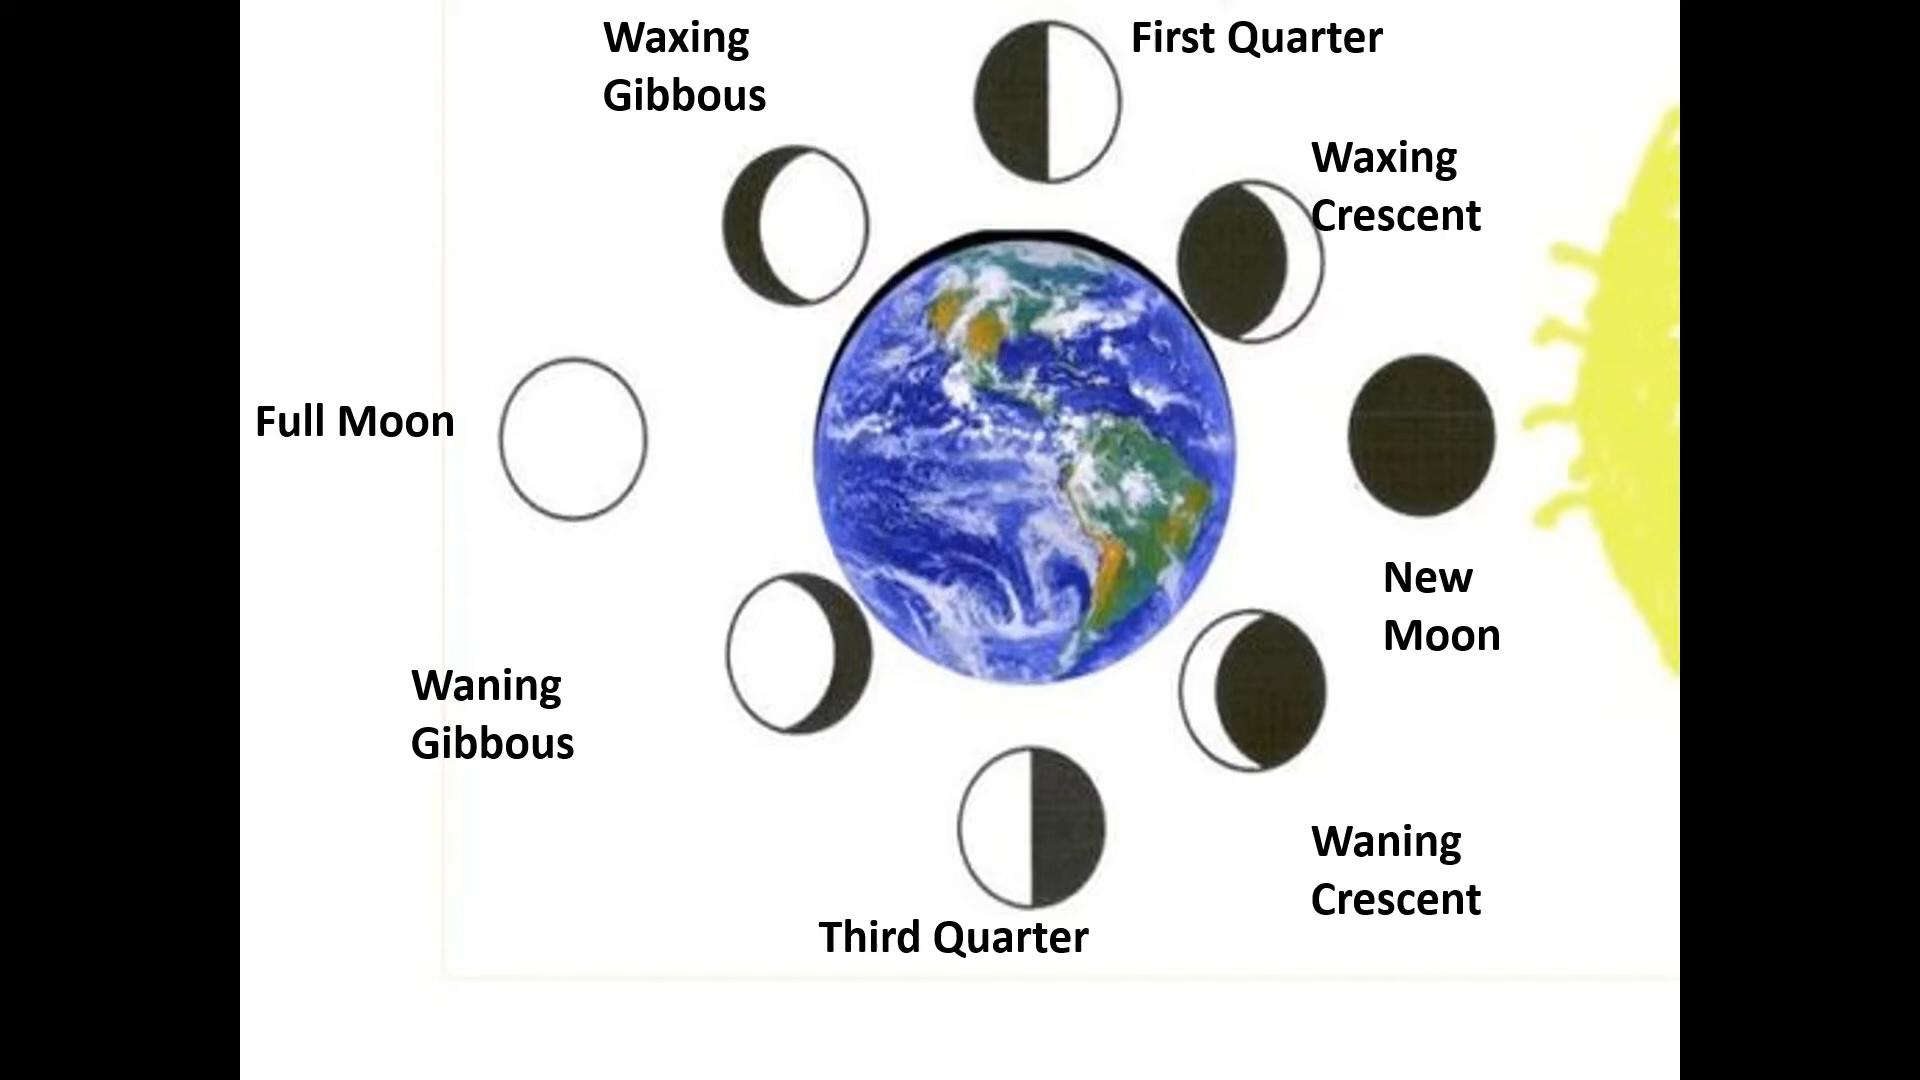 Waxing
Gibbous
First Quarter
Waxing
Crescent
Full Moon
New
Moon
Waning
Gibbous
Waning
Crescent
Third Quarter